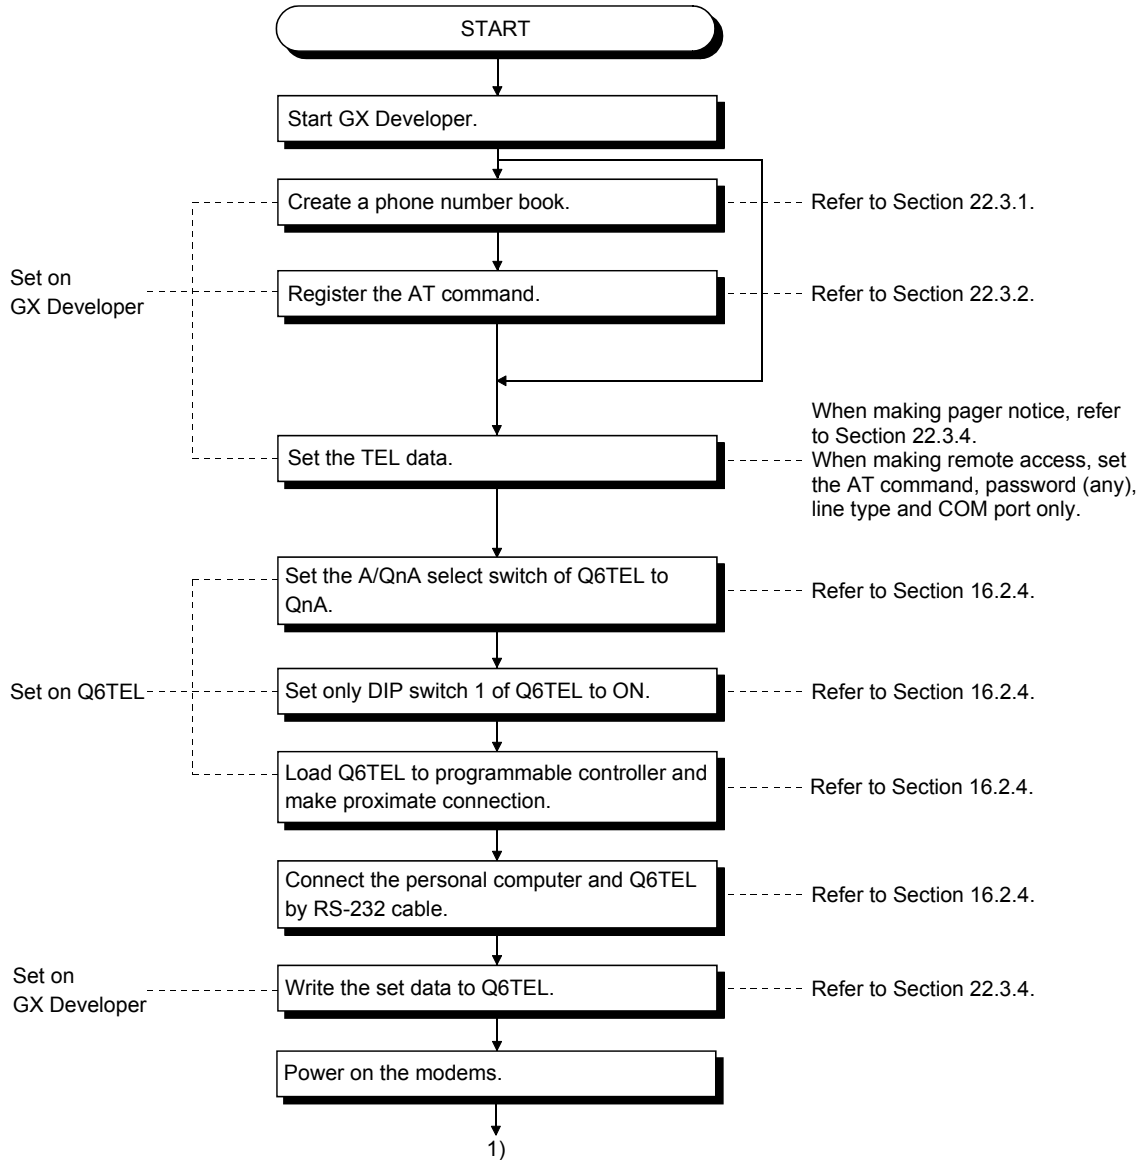 START
Start GX Developer.
Create a phone number book.
Refer to Section 22.3.1.
Set on
GX Developer
Register the AT command.
Refer to Section 22.3.2.
Set the TEL data.
When making pager notice, refer
to Section 22.3.4.
When making remote access, set
the AT command, password (any),
line type and COM port only.
Set the A/QnA select switch of Q6TEL to
QnA.
Refer to Section 16.2.4.
Set on Q6TEL
Set only DIP switch 1 of Q6TEL to ON.
Refer to Section 16.2.4.
Load Q6TEL to programmable controller and
make proximate connection.
Refer to Section 16.2.4.
Connect the personal computer and Q6TEL
by RS-232 cable.
Refer to Section 16.2.4.
Set on
GX Developer
Write the set data to Q6TEL.
Refer to Section 22.3.4.
Power on the modems.
1)